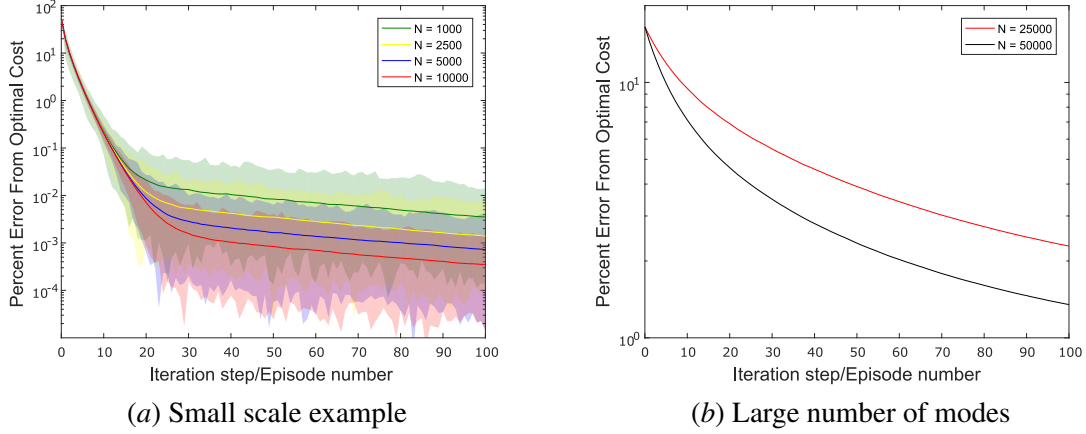 Percent Error From Optimal Cost
10^2
10^1
10^0
10^-1
10^-2
10^-3
10^-4
N = 1000
N = 2500
N = 5000
N = 10000
0 10 20 30 40 50 60 70 80 90 100
Iteration step/Episode number
(a) Small scale example
Percent Error From Optimal Cost
10^1
10^0
N = 25000
N = 50000
0 10 20 30 40 50 60 70 80 90 100
Iteration step/Episode number
(b) Large number of modes